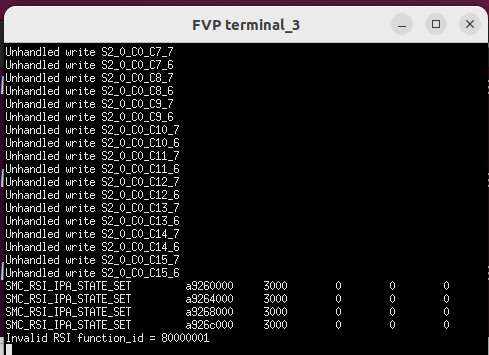 FVP terminal_3
Unhandled write S2_0_C0_C7_7
Unhandled write S2_0_C0_C7_6
Unhandled write S2_0_C0_C8_7
Unhandled write S2_0_C0_C8_6
Unhandled write S2_0_C0_C9_7
Unhandled write S2_0_C0_C9_6
Unhandled write S2_0_C0_C10_7
Unhandled write S2_0_C0_C10_6
Unhandled write S2_0_C0_C11_7
Unhandled write S2_0_C0_C11_6
Unhandled write S2_0_C0_C12_7
Unhandled write S2_0_C0_C12_6
Unhandled write S2_0_C0_C13_7
Unhandled write S2_0_C0_C13_6
Unhandled write S2_0_C0_C14_7
Unhandled write S2_0_C0_C14_6
Unhandled write S2_0_C0_C15_7
Unhandled write S2_0_C0_C15_6
SMC_RSI_IPA_STATE_SET a9260000 3000 0 0 0
SMC_RSI_IPA_STATE_SET a9264000 3000 0 0 0
SMC_RSI_IPA_STATE_SET a9268000 3000 0 0 0
SMC_RSI_IPA_STATE_SET a926c000 3000 0 0 0
Invalid RSI function_id = 80000001